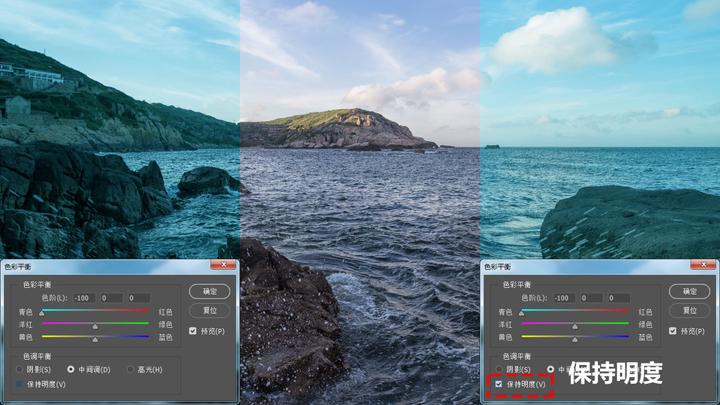 色彩平衡
色彩平衡
色阶(L): -100 0 0
青色 红色
洋红 绿色
黄色 蓝色
色调平衡
阴影(S) 中间调(D) 高光(H)
保持明度(V)
确定
复位
预览(P)
色彩平衡
色彩平衡
色阶(L): -100 0 0
青色 红色
洋红 绿色
黄色 蓝色
色调平衡
阴影(S)
保持明度(V)
确定
复位
预览(P)
保持明度